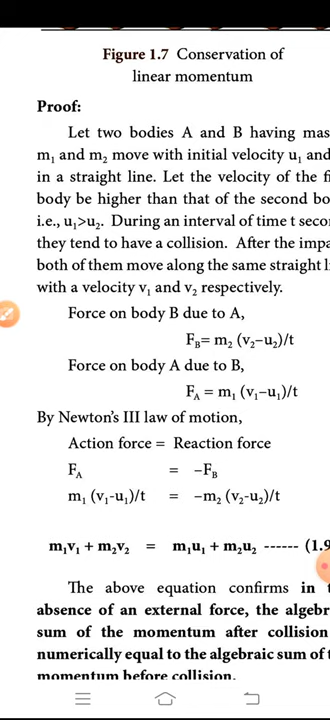 Figure 1.7 Conservation of
linear momentum
Proof:
Let two bodies A and B having mas
m₁ and m₂ move with initial velocity u₁ and
in a straight line. Let the velocity of the fi
body be higher than that of the second bo
i.e., u₁>u₂. During an interval of time t secon
they tend to have a collision. After the impa
both of them move along the same straight li
with a velocity v₁ and v₂ respectively.
Force on body B due to A,
F_B= m₂ (v₂–u₂)/t
Force on body A due to B,
F_A = m₁ (v₁–u₁)/t
By Newton's III law of motion,
Action force = Reaction force
F_A = –F_B
m₁ (v₁-u₁)/t = –m₂ (v₂-u₂)/t
m₁v₁ + m₂v₂ = m₁u₁ + m₂u₂ ------ (1.9
The above equation confirms in t
absence of an external force, the algebr
sum of the momentum after collision
numerically equal to the algebraic sum of t
momentum before collision.